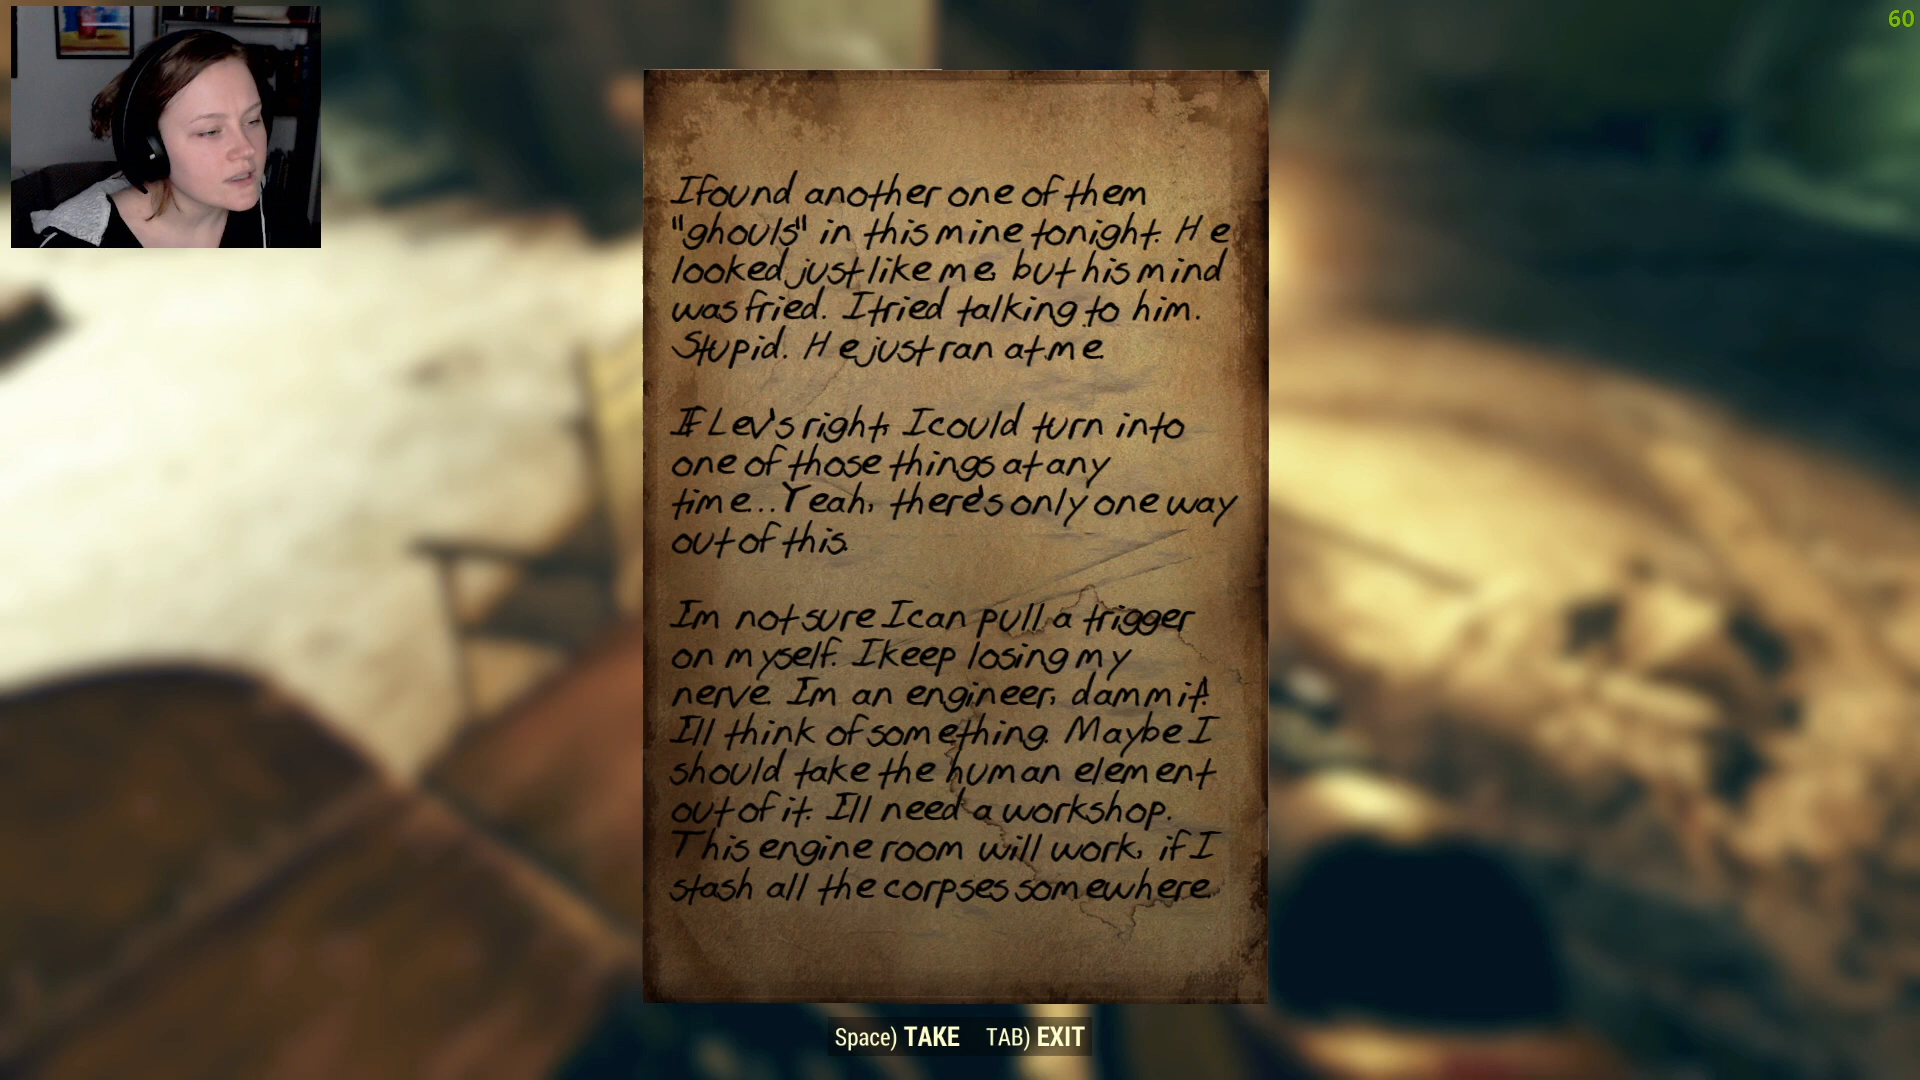 60
I found another one of them
"ghouls" in this mine tonight. He
looked just like me, but his mind
was fried. I tried talking to him.
Stupid. He just ran at me.
If Lev's right, I could turn into
one of those things at any
time...Yeah, there's only one way
out of this.
I'm not sure I can pull a trigger
on myself. I keep losing my
nerve. I'm an engineer, dammit!
I'll think of something. Maybe I
should take the human element
out of it. I'll need a workshop.
This engine room will work, if I
stash all the corpses somewhere.
Space) TAKE TAB) EXIT